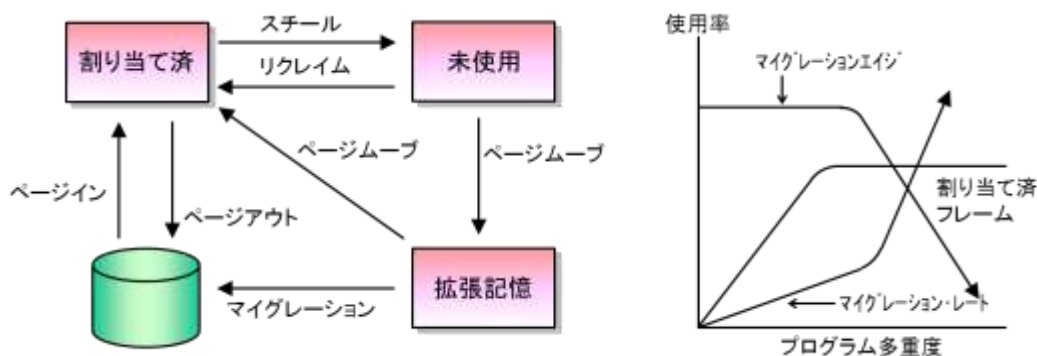 スチール
割り当て済
未使用
リクレイム
ページムーブ
ページムーブ
ページイン
ページアウト
拡張記憶
マイグレーション
使用率
マイグレーションエイジ
割り当て済
フレーム
マイグレーション・レート
プログラム多重度